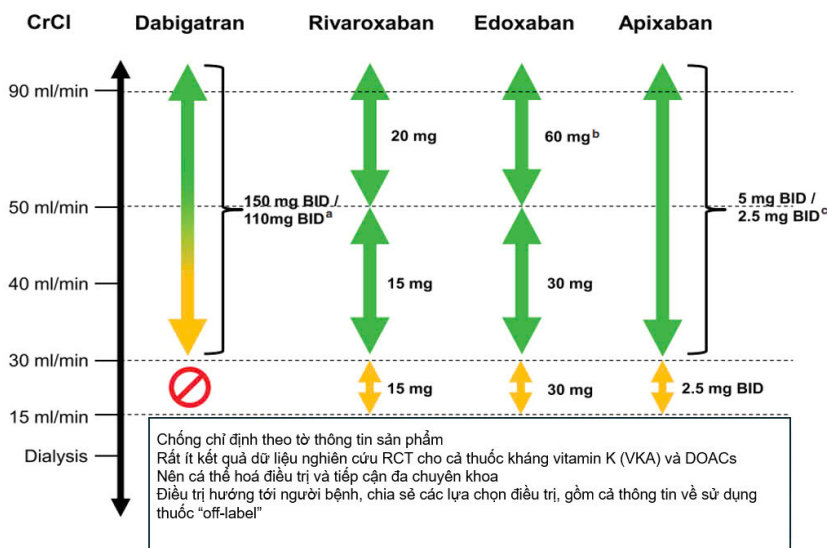 CrCl Dabigatran Rivaroxaban Edoxaban Apixaban
90 ml/min
20 mg 60 mgᵇ
50 ml/min
150 mg BID /
110mg BIDᵃ
5 mg BID /
2.5 mg BIDᶜ
40 ml/min
15 mg 30 mg
30 ml/min
15 mg 30 mg 2.5 mg BID
15 ml/min
Dialysis
Chống chỉ định theo tờ thông tin sản phẩm
Rất ít kết quả dữ liệu nghiên cứu RCT cho cả thuốc kháng vitamin K (VKA) và DOACs
Nên cá thể hoá điều trị và tiếp cận đa chuyên khoa
Điều trị hướng tới người bệnh, chia sẻ các lựa chọn điều trị, gồm cả thông tin về sử dụng
thuốc “off-label”